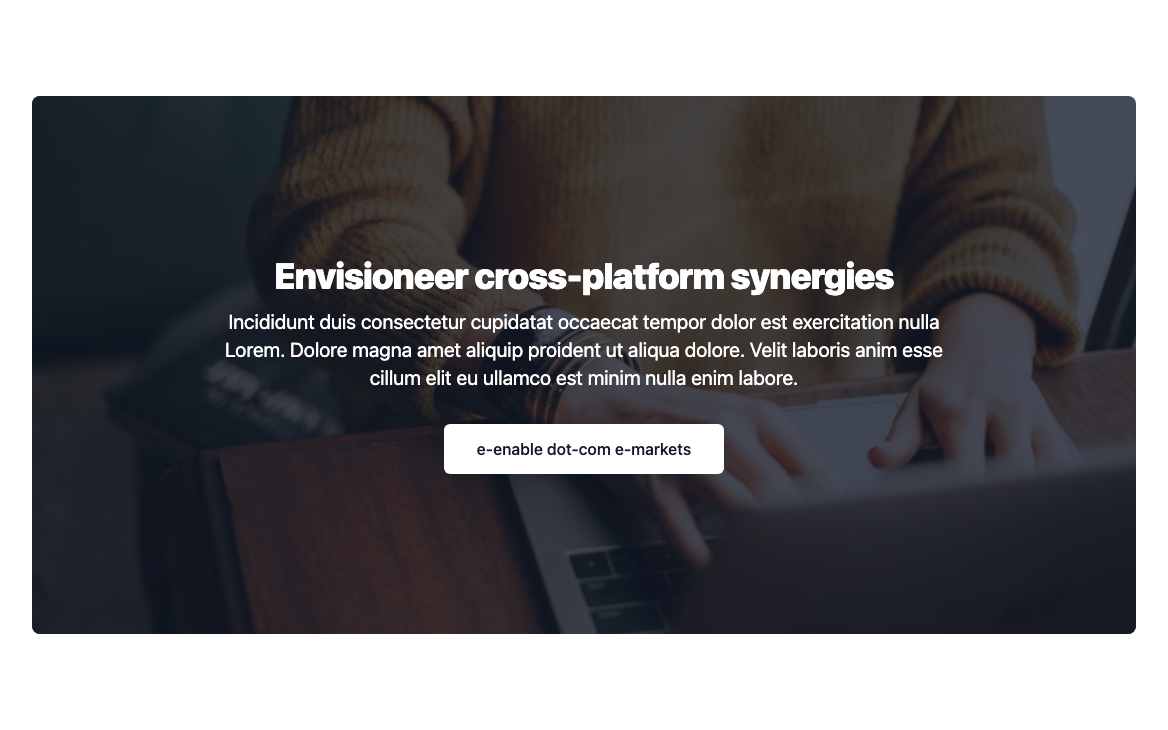 Envisioneer cross-platform synergies
Incididunt duis consectetur cupidatat occaecat tempor dolor est exercitation nulla
Lorem. Dolore magna amet aliquip proident ut aliqua dolore. Velit laboris anim esse
cillum elit eu ullamco est minim nulla enim labore.
e-enable dot-com e-markets